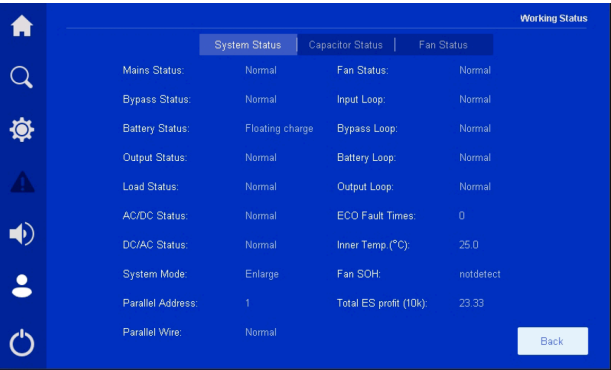 Working Status
System Status Capacitor Status Fan Status
Mains Status: Normal Fan Status: Normal
Bypass Status: Normal Input Loop: Normal
Battery Status: Floating charge Bypass Loop: Normal
Output Status: Normal Battery Loop: Normal
Load Status: Normal Output Loop: Normal
AC/DC Status: Normal ECO Fault Times: 0
DC/AC Status: Normal Inner Temp.(°C): 25.0
System Mode: Enlarge Fan SOH: notdetect
Parallel Address: 1 Total ES profit (10k): 23.33
Parallel Wire: Normal
Back